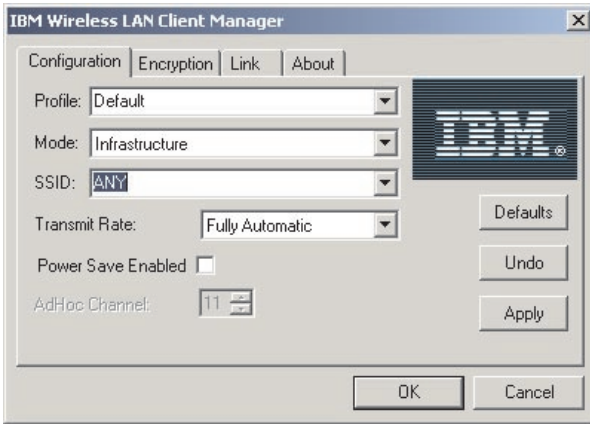 IBM Wireless LAN Client Manager
Configuration Encryption Link About
Profile: Default
IBM®
Mode: Infrastructure
SSID: ANY
Transmit Rate: Fully Automatic
Defaults
Power Save Enabled
Undo
AdHoc Channel: 11
Apply
OK Cancel